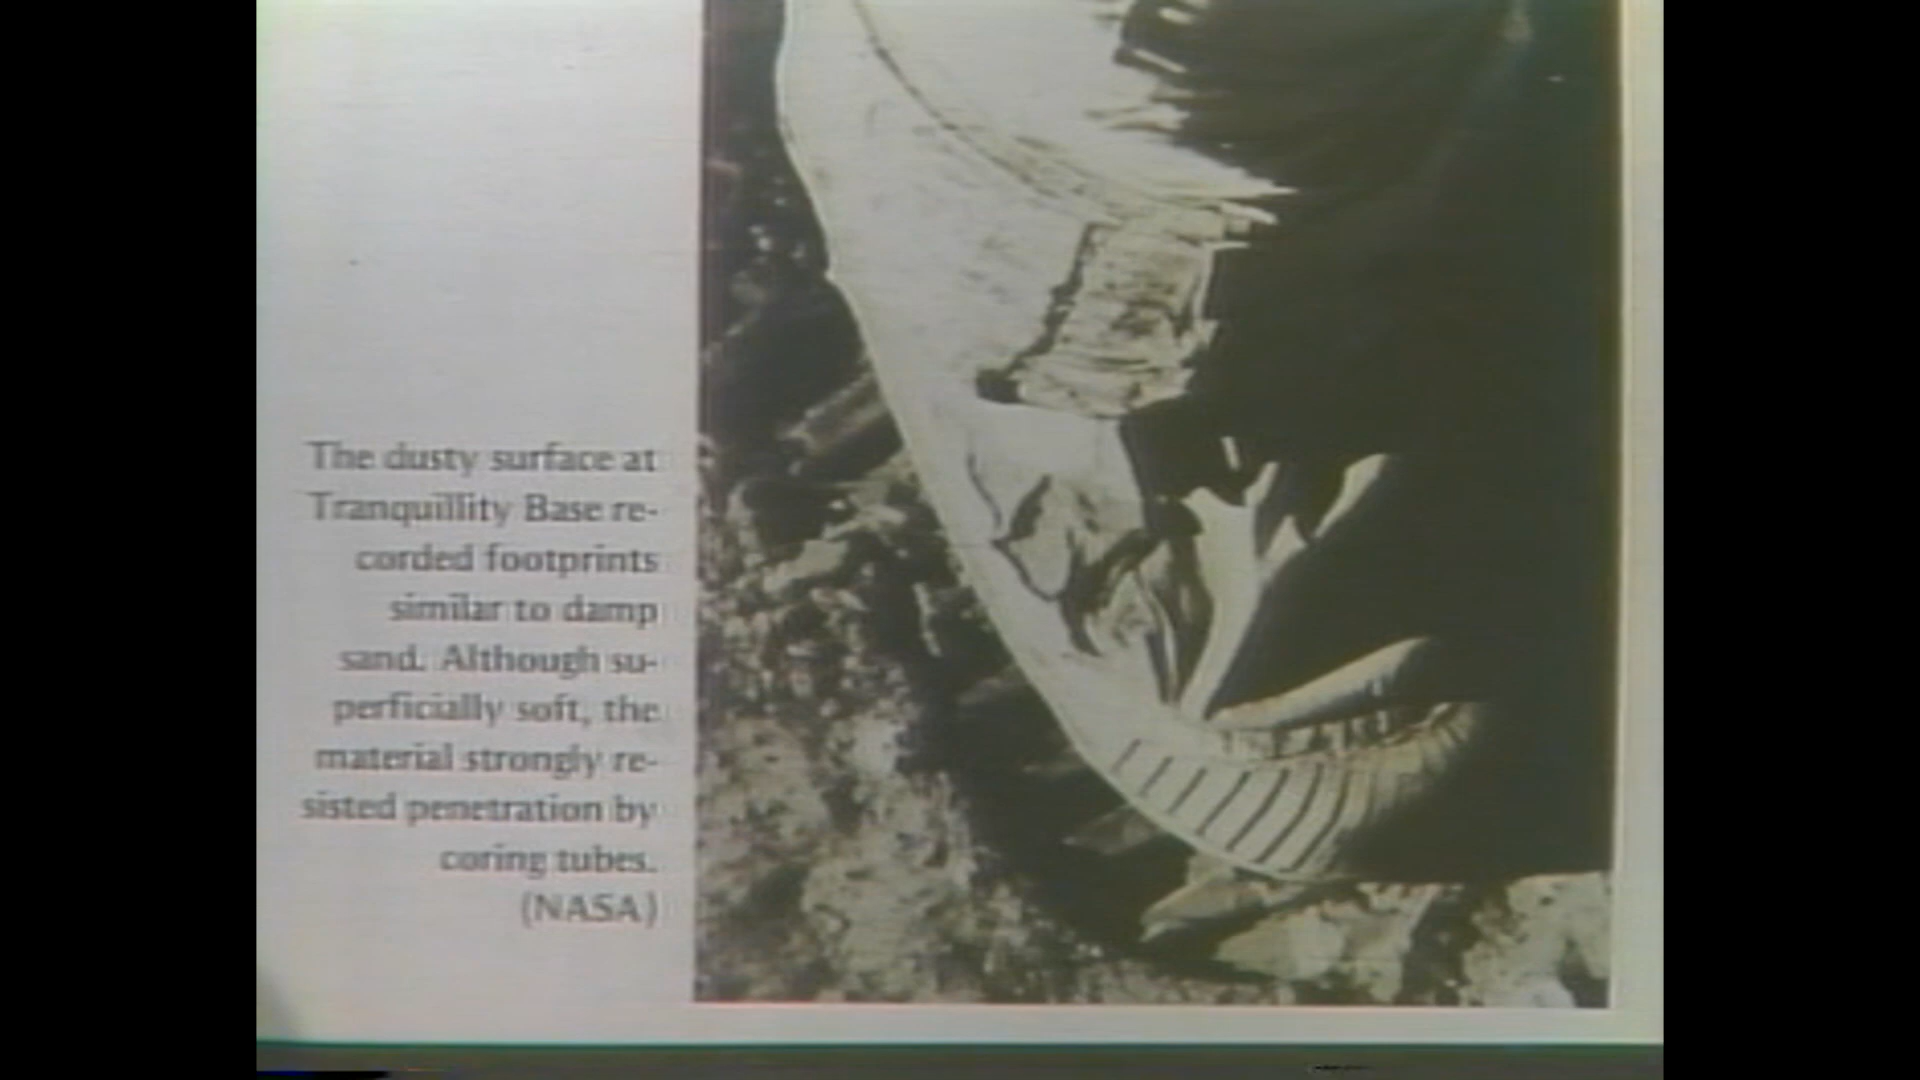 The dusty surface at
Tranquillity Base re-
corded footprints
similar to damp
sand. Although su-
perficially soft, the
material strongly re-
sisted penetration by
coring tubes.
(NASA)